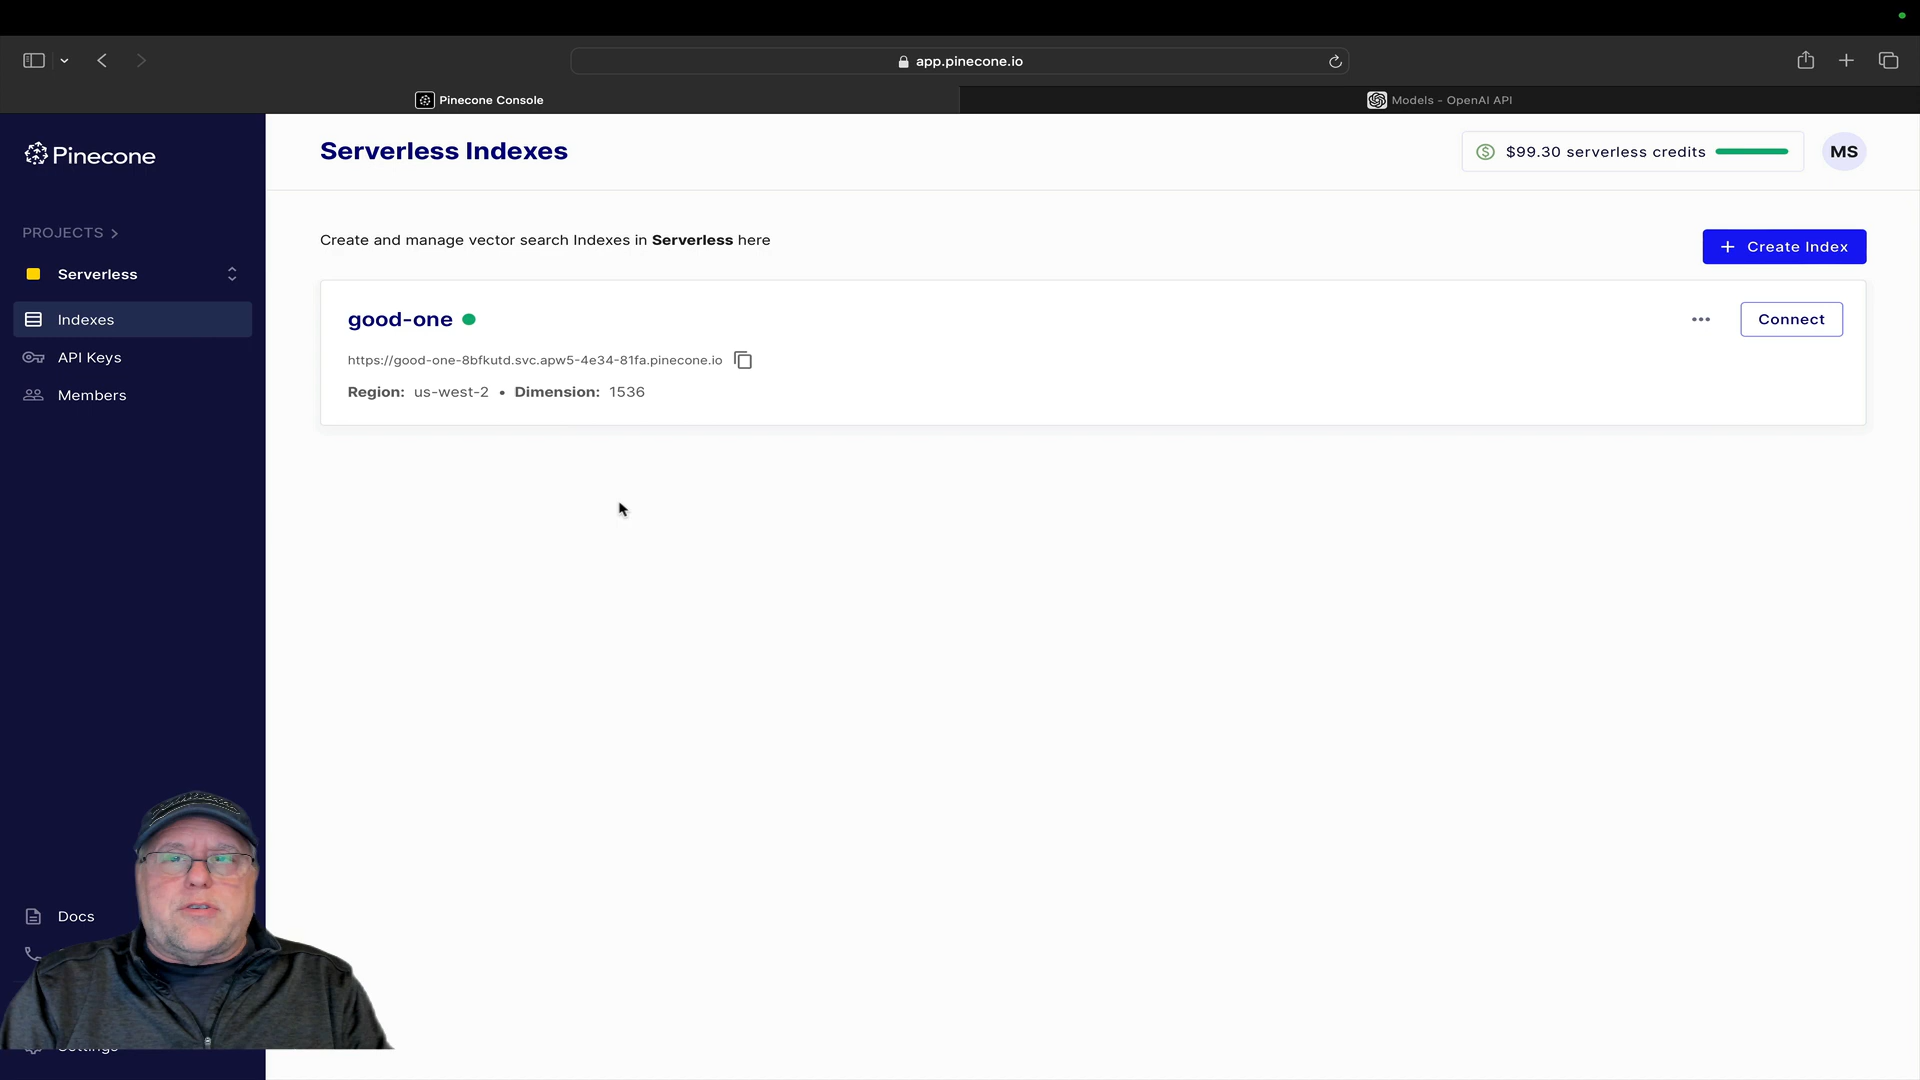 app.pinecone.io
Pinecone Console
Models - OpenAI API
Pinecone
Serverless Indexes
$99.30 serverless credits
MS
PROJECTS
Serverless
Indexes
API Keys
Members
Create and manage vector search Indexes in Serverless here
+ Create Index
good-one
Connect
https://good-one-8bfkutd.svc.apw5-4e34-81fa.pinecone.io
Region: us-west-2 • Dimension: 1536
Docs
Settings